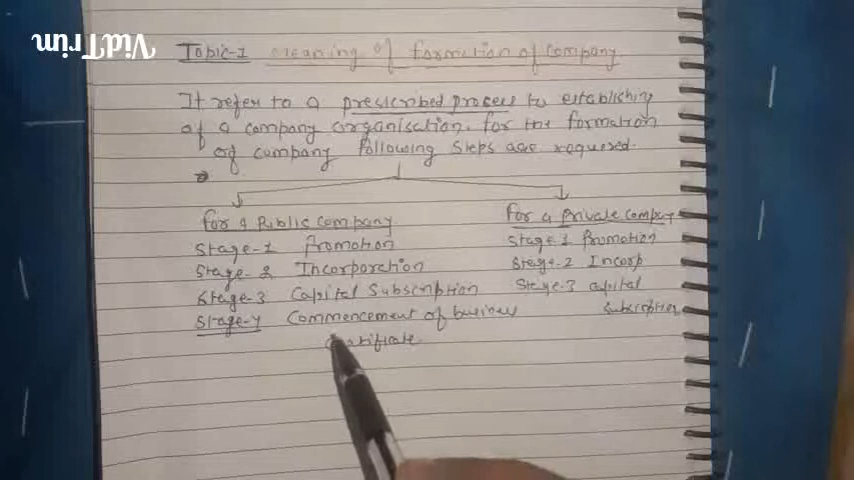 VidTrim
Topic-1 meaning of formation of company
It refer to a prescribed process to establishing
of a company organisation. for the formation
of company following steps are requered.
for a Public company
Stage-1 Promotion
Stage-2 Incorporation
Stage-3 Capital Subscription
Stage-4 Commencement of business
certificate
for a Private company
Stage-1 Promotion
Stage-2 Incorp
Stage-3 capital
subscription